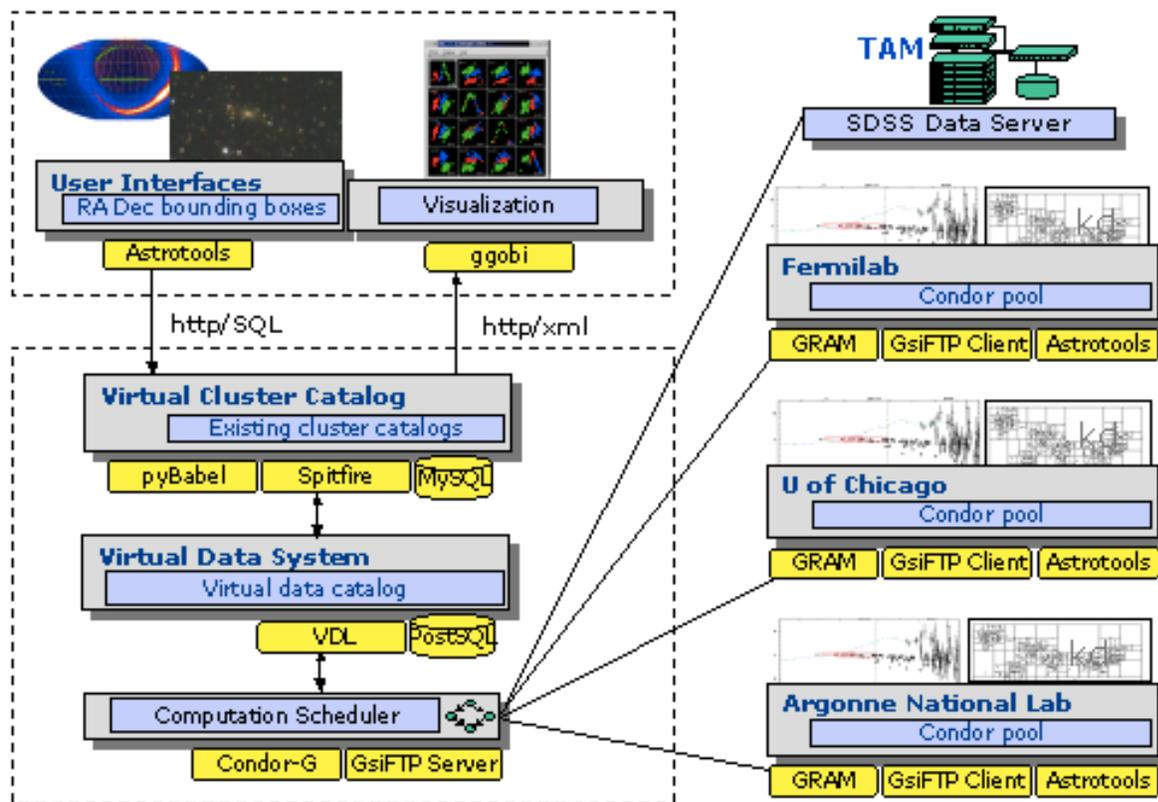 TAM
SDSS Data Server
User Interfaces
RA Dec bounding boxes
Astrotools
Visualization
ggobi
http/SQL
http/xml
Virtual Cluster Catalog
Existing cluster catalogs
pyBabel
Spitfire
MySQL
Virtual Data System
Virtual data catalog
VDL
PostSQL
Computation Scheduler
Condor-G
GsiFTP Server
kd
Fermilab
Condor pool
GRAM
GsiFTP Client
Astrotools
kd
U of Chicago
Condor pool
GRAM
GsiFTP Client
Astrotools
kd
Argonne National Lab
Condor pool
GRAM
GsiFTP Client
Astrotools